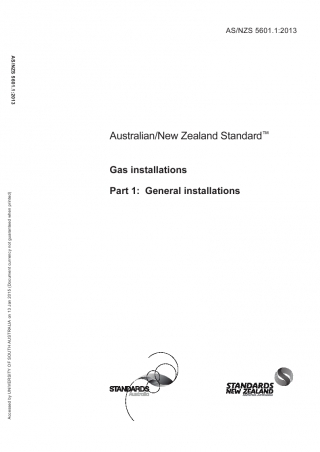 AS/NZS 5601.1:2013
AS/NZS 5601.1:2013
Australian/New Zealand Standard™
Gas installations
Part 1: General installations
Accessed by UNIVERSITY OF SOUTH AUSTRALIA on 13 Jan 2015 (Document currency not guaranteed when printed)
STANDARDS
Australia
STANDARDS
NEW ZEALAND